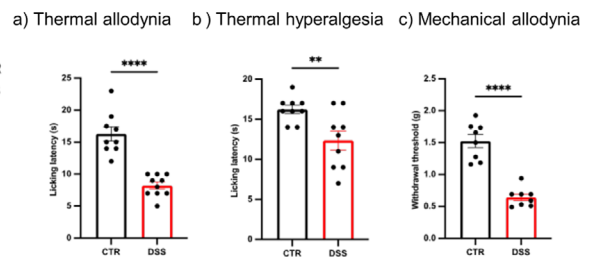 a) Thermal allodynia
b) Thermal hyperalgesia
c) Mechanical allodynia
****
25
20
15
10
5
0
Licking latency (s)
CTR
DSS
**
20
15
10
5
0
Licking latency (s)
CTR
DSS
****
2.5
2.0
1.5
1.0
0.5
0.0
Withdrawal threshold (g)
CTR
DSS